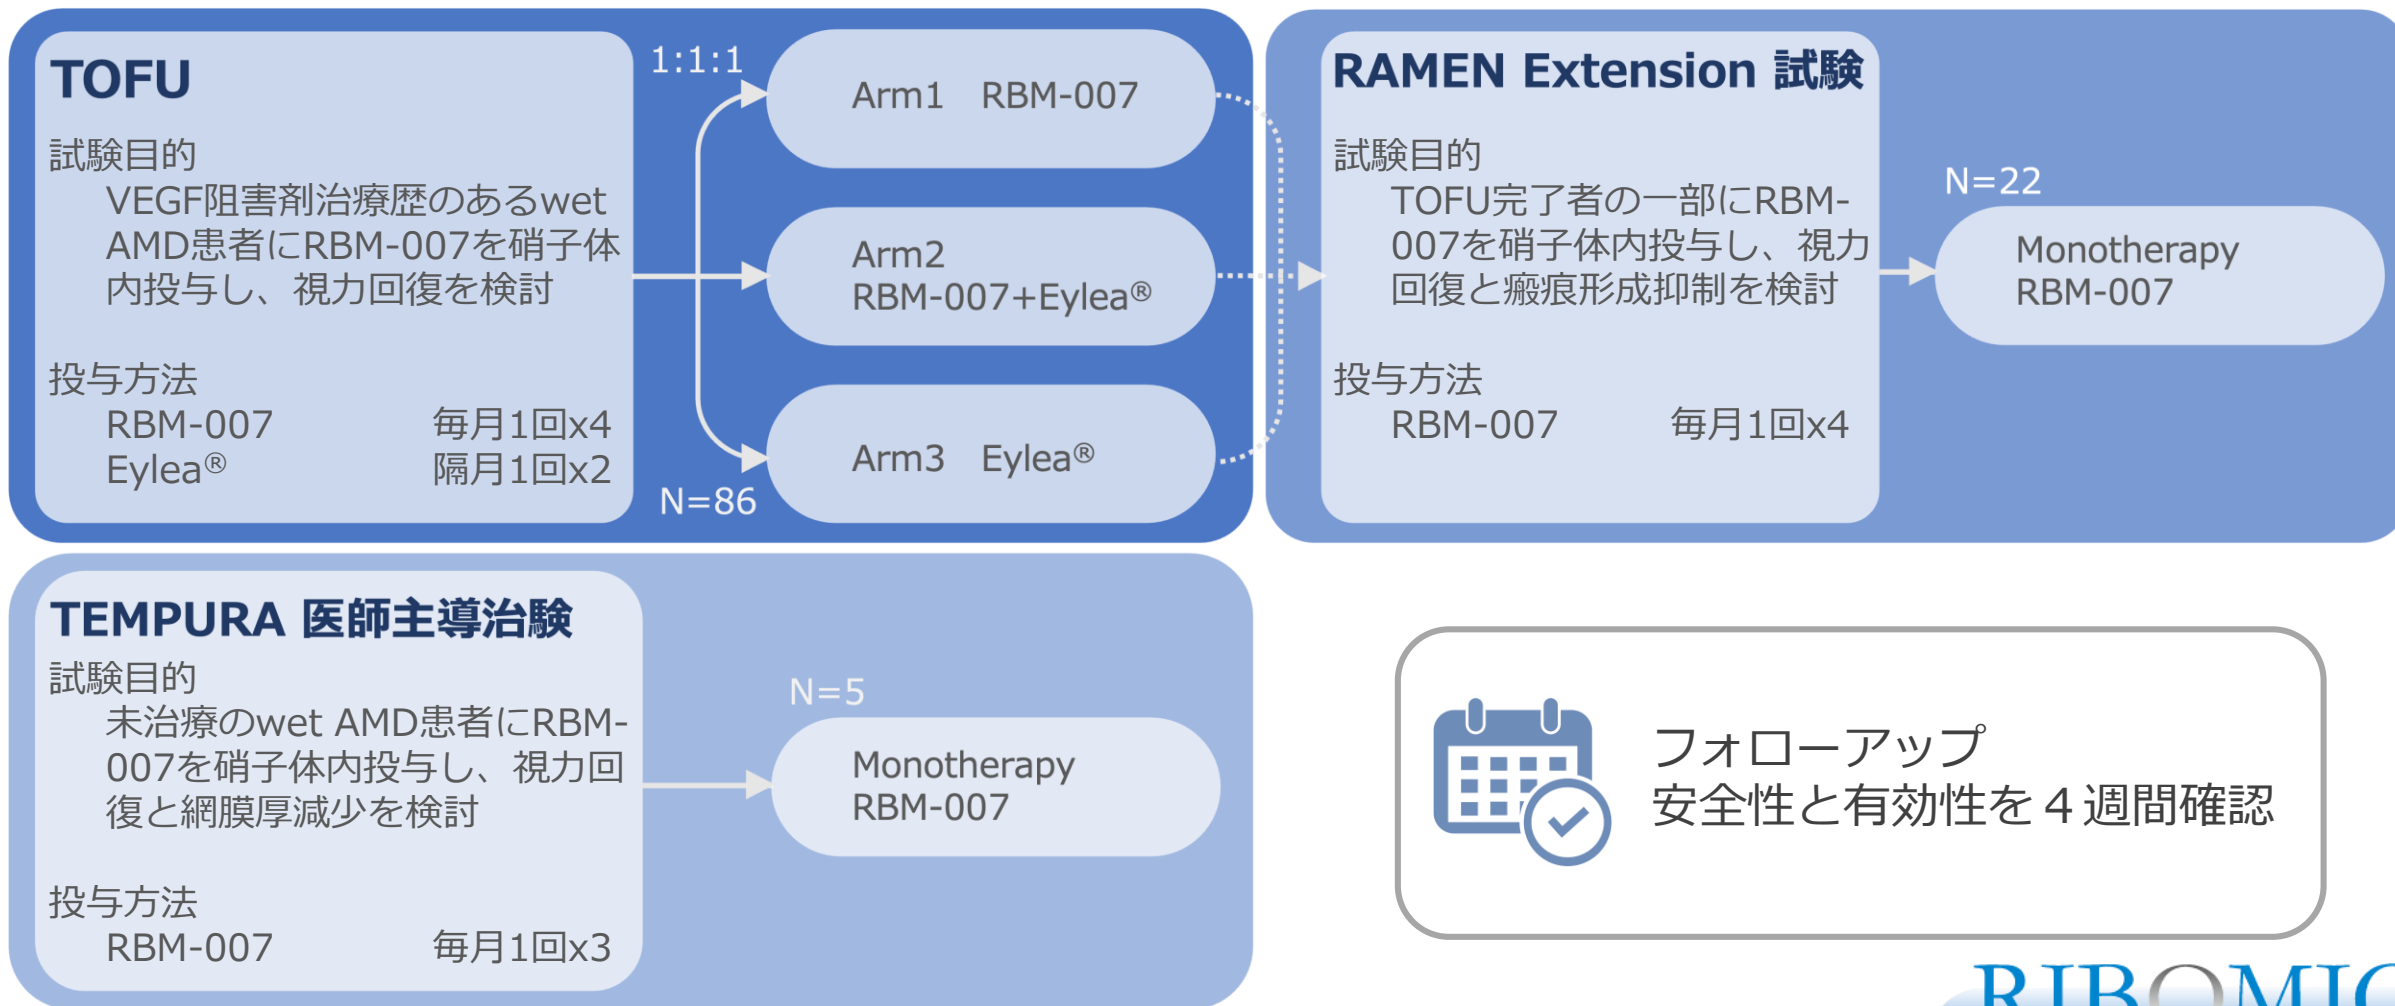 TOFU
試験目的
VEGF阻害剤治療歴のあるwet
AMD患者にRBM-007を硝子体
内投与し、視力回復を検討
投与方法
RBM-007 毎月1回x4
Eylea® 隔月1回x2
1:1:1
N=86
Arm1 RBM-007
Arm2
RBM-007+Eylea®
Arm3 Eylea®
RAMEN Extension 試験
試験目的
TOFU完了者の一部にRBM-
007を硝子体内投与し、視力
回復と瘢痕形成抑制を検討
投与方法
RBM-007 毎月1回x4
N=22
Monotherapy
RBM-007
TEMPURA 医師主導治験
試験目的
未治療のwet AMD患者にRBM-
007を硝子体内投与し、視力回
復と網膜厚減少を検討
投与方法
RBM-007 毎月1回x3
N=5
Monotherapy
RBM-007
フォローアップ
安全性と有効性を４週間確認
RIBOMIC